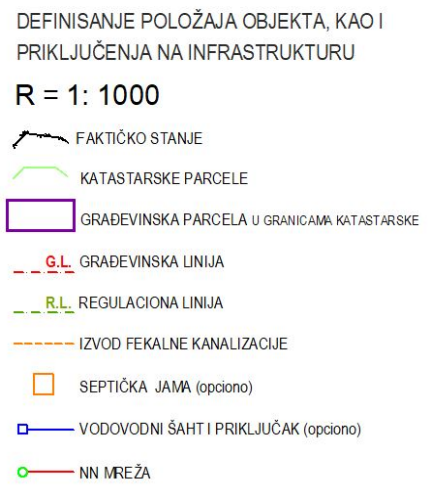 DEFINISANJE POLOŽAJA OBJEKTA, KAO I
PRIKLJUČENJA NA INFRASTRUKTURU
R = 1: 1000
FAKTIČKO STANJE
KATASTARSKE PARCELE
GRAĐEVINSKA PARCELA U GRANICAMA KATASTARSKE
G.L. GRAĐEVINSKA LINIJA
R.L. REGULACIONA LINIJA
IZVOD FEKALNE KANALIZACIJE
SEPTIČKA JAMA (opciono)
VODOVODNI ŠAHT I PRIKLJUČAK (opciono)
NN MREŽA